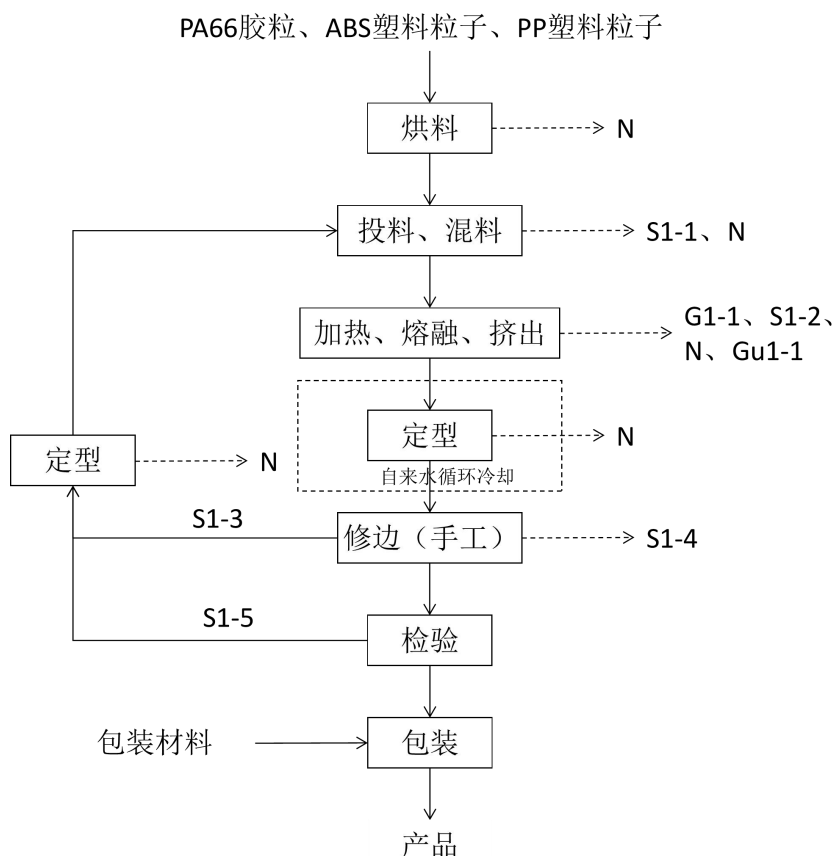 PA66胶粒、ABS塑料粒子、PP塑料粒子
烘料
N
投料、混料
S1-1、N
加热、熔融、挤出
G1-1、S1-2、
N、Gu1-1
定型
N
自来水循环冷却
定型
N
S1-3
修边（手工）
S1-4
S1-5
检验
包装材料
包装
产品